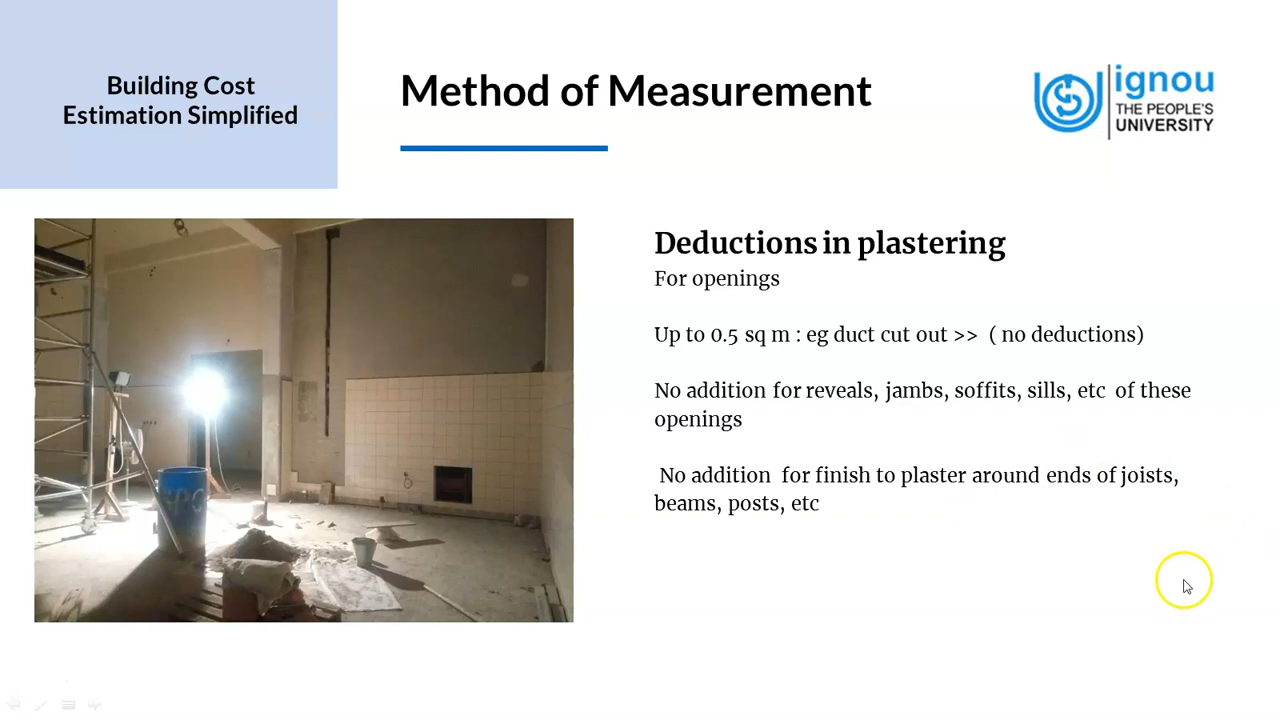 Building Cost
Estimation Simplified
Method of Measurement
ignou
THE PEOPLE'S
UNIVERSITY
Deductions in plastering
For openings
Up to 0.5 sq m : eg duct cut out >> ( no deductions)
No addition for reveals, jambs, soffits, sills, etc of these
openings
No addition for finish to plaster around ends of joists,
beams, posts, etc